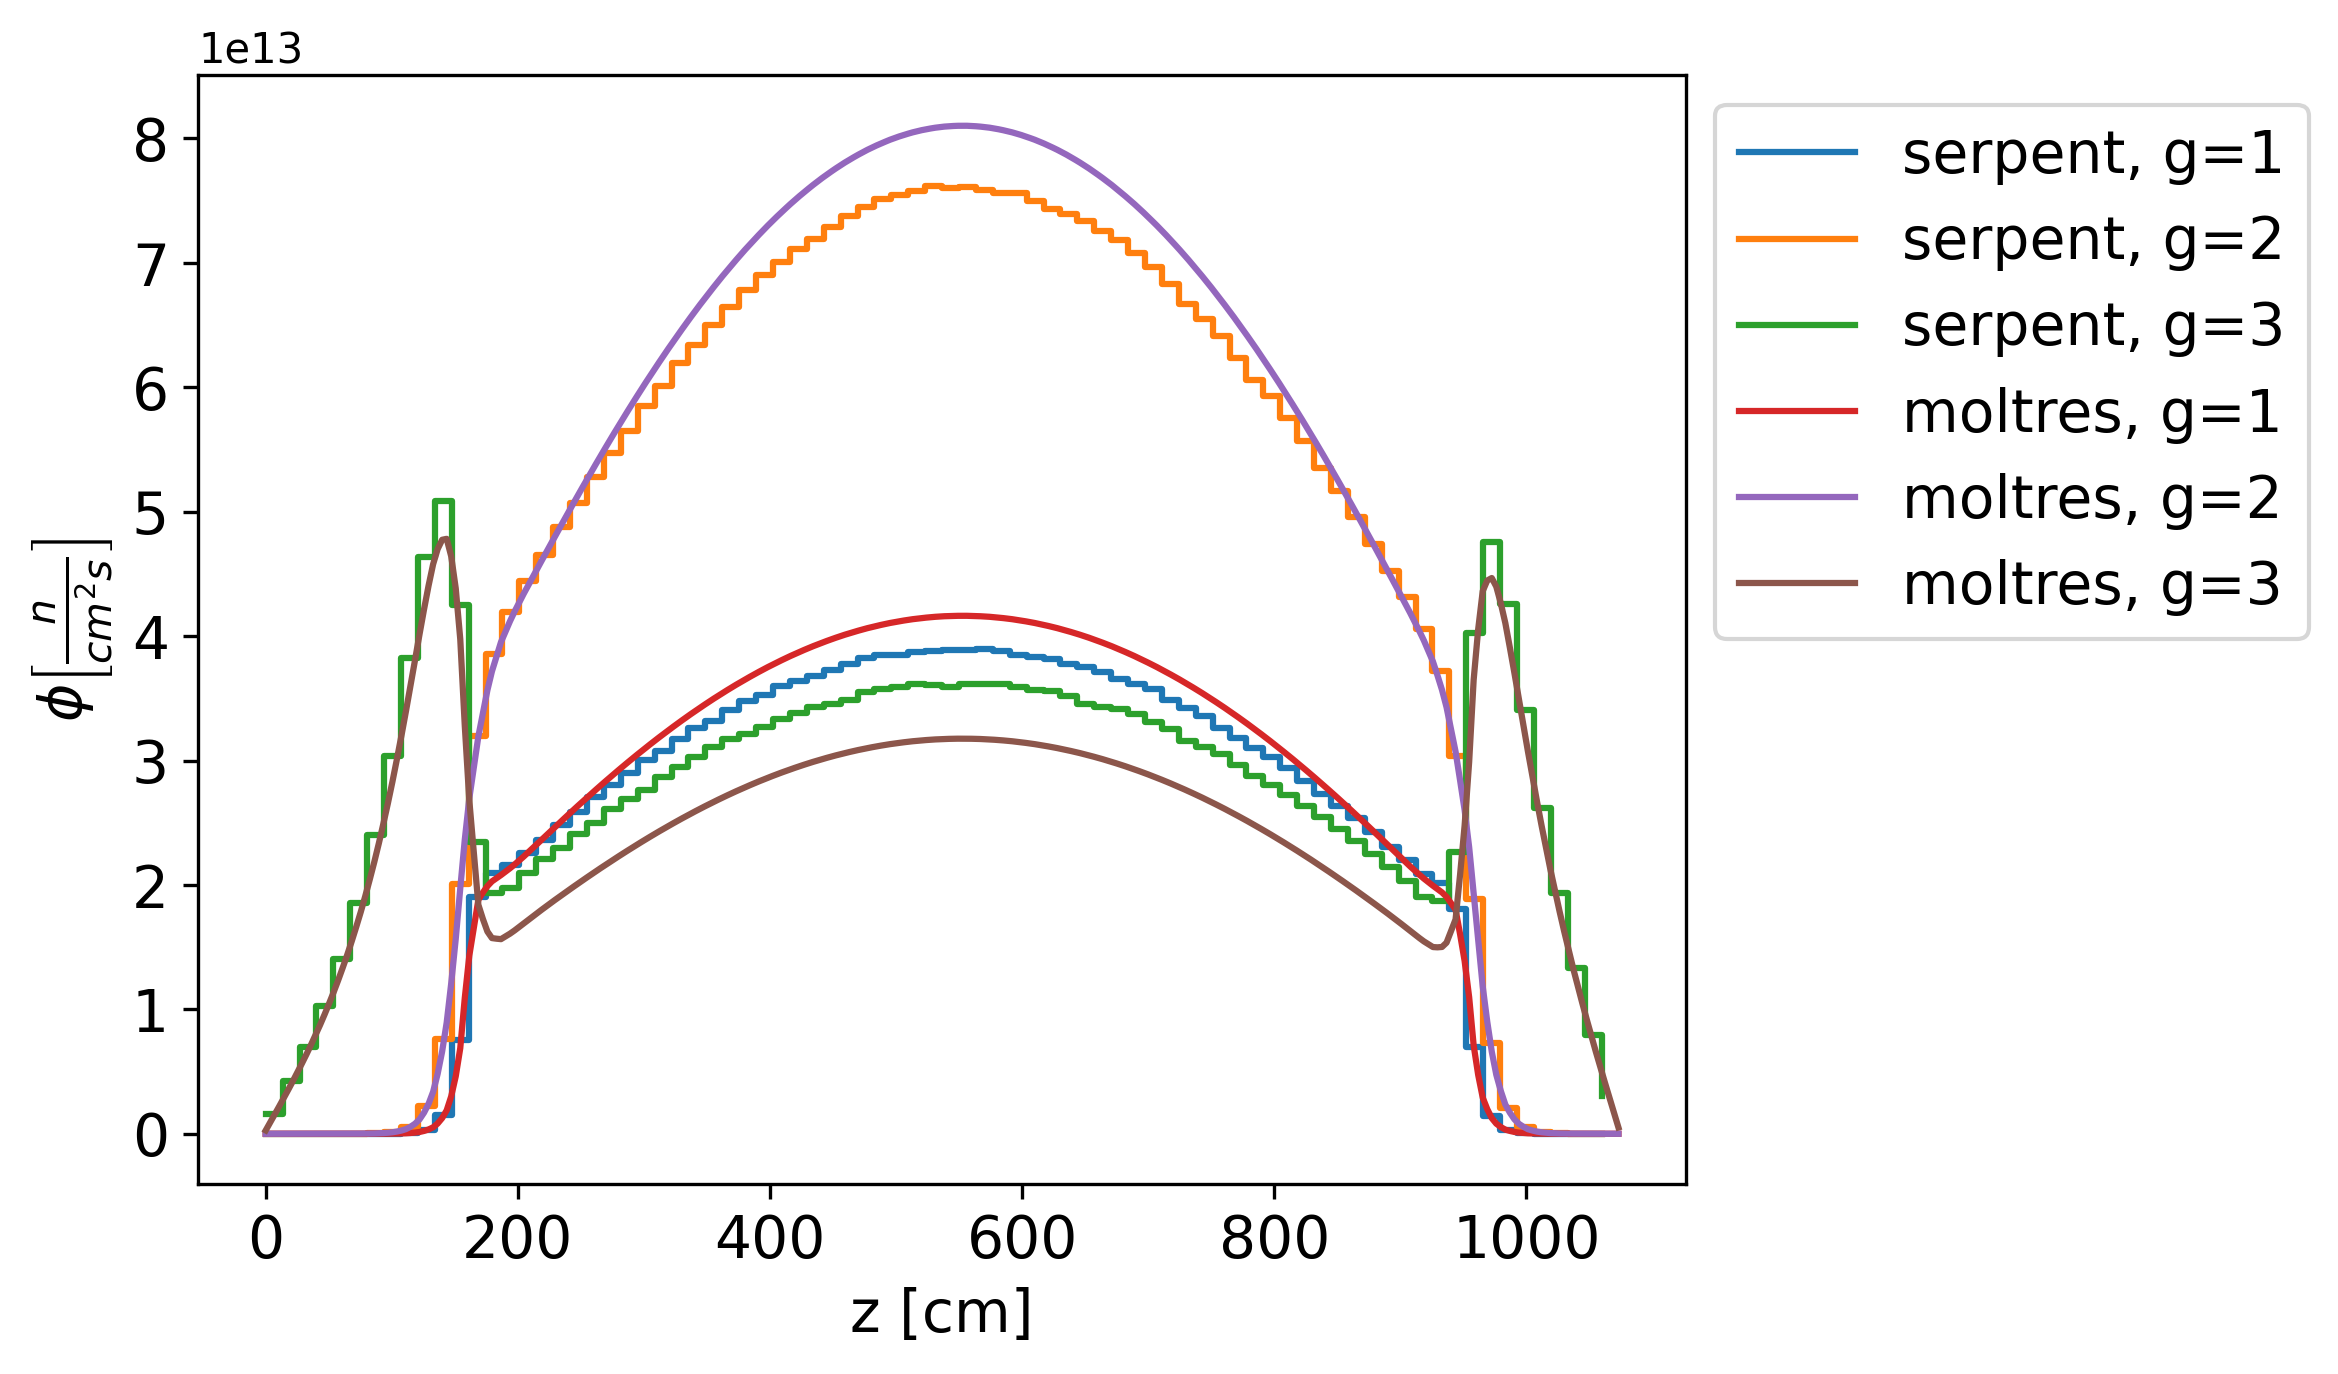 1e13
8
7
6
5
4
3
2
1
0
ϕ[n/cm²s]
0 200 400 600 800 1000
z [cm]
serpent, g=1
serpent, g=2
serpent, g=3
moltres, g=1
moltres, g=2
moltres, g=3